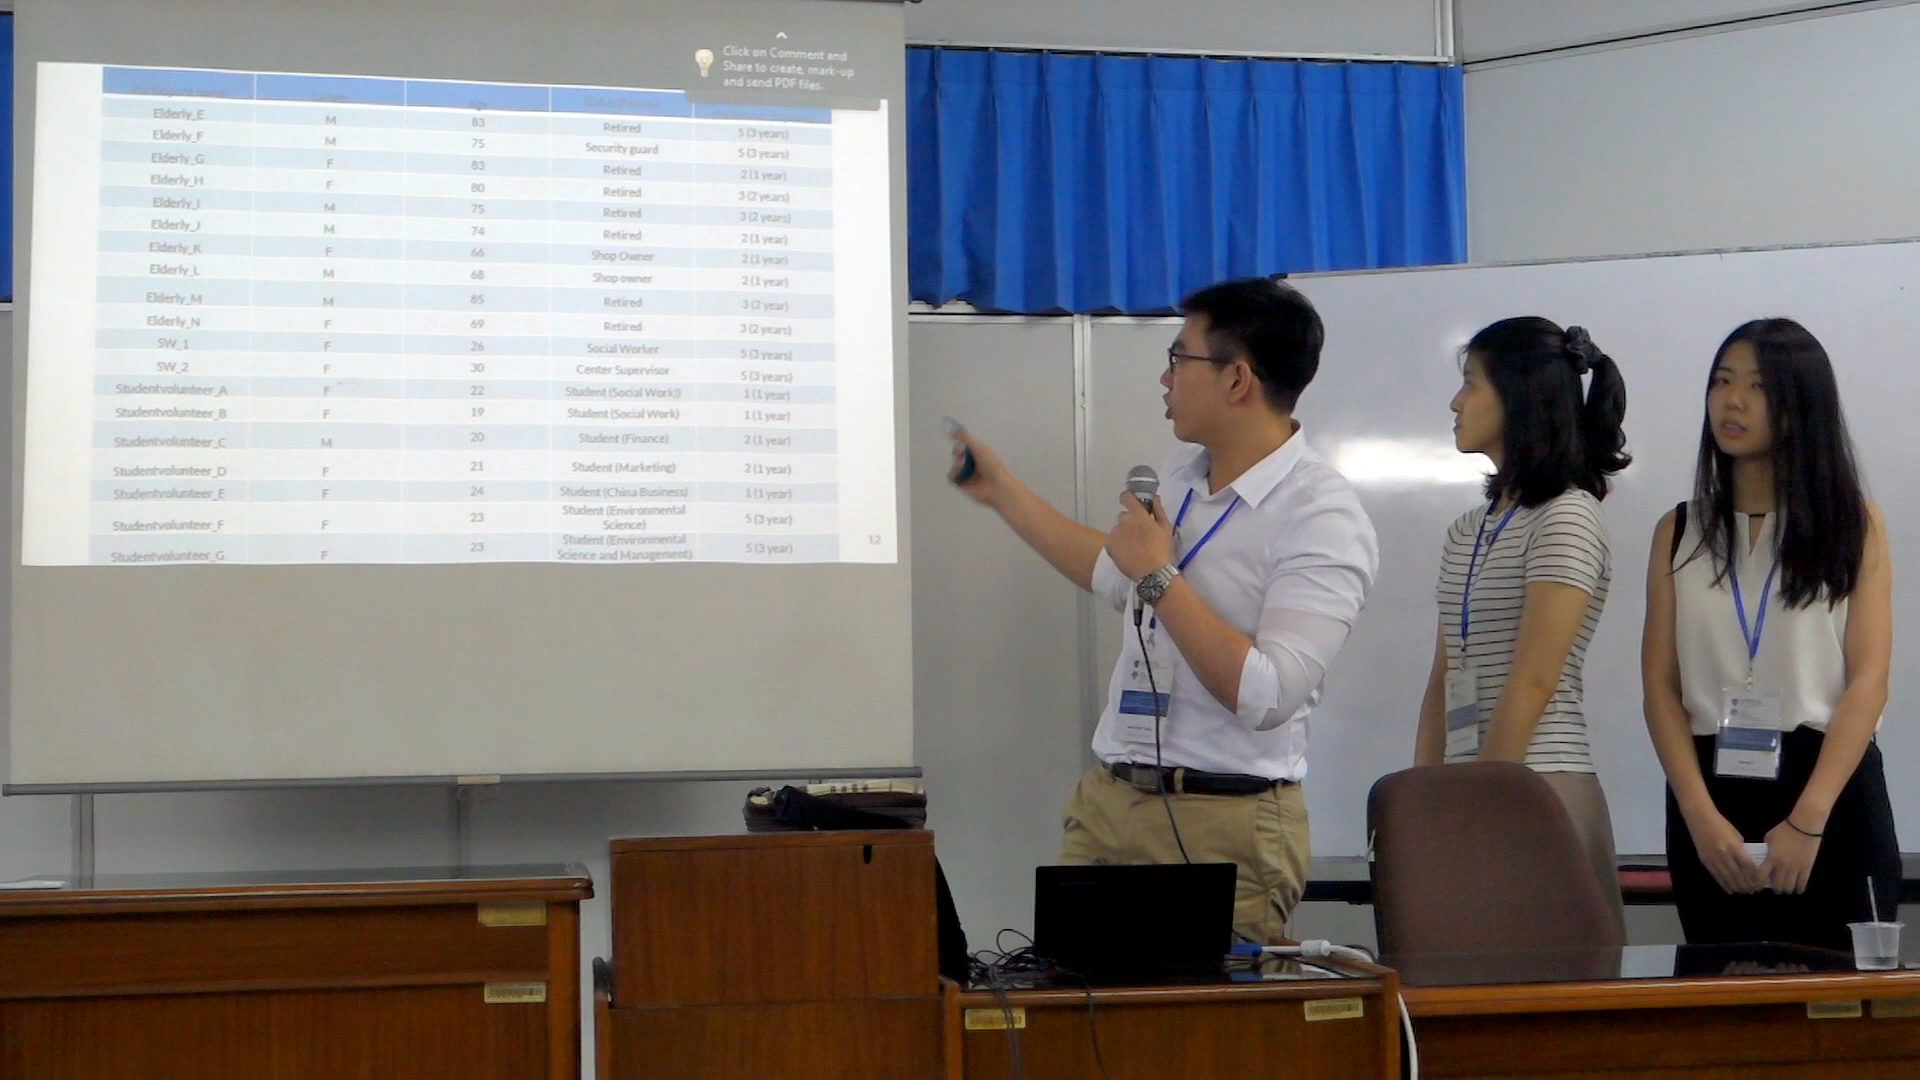 Click on Comment and
Share to create, mark-up
and send PDF files.
Gender Age
Elderly_E M 83 Retired 5 (3 years)
Elderly_F M 75 Security guard 5 (3 years)
Elderly_G F 83 Retired 2 (1 year)
Elderly_H F 80 Retired 3 (2 years)
Elderly_I M 75 Retired 3 (2 years)
Elderly_J M 74 Retired 2 (1 year)
Elderly_K F 66 Shop Owner 2 (1 year)
Elderly_L M 68 Shop owner 2 (1 year)
Elderly_M M 85 Retired 3 (2 year)
Elderly_N F 69 Retired 3 (2 years)
SW_1 F 26 Social Worker 5 (3 years)
SW_2 F 30 Center Supervisor 5 (3 years)
Studentvolunteer_A F 22 Student (Social Work)) 1 (1 year)
Studentvolunteer_B F 19 Student (Social Work) 1 (1 year)
Studentvolunteer_C M 20 Student (Finance) 2 (1 year)
Studentvolunteer_D F 21 Student (Marketing) 2 (1 year)
Studentvolunteer_E F 24 Student (China Business) 1 (1 year)
Studentvolunteer_F F 23 Student (Environmental
Science) 5 (3 year)
Studentvolunteer_G F 23 Student (Environmental
Science and Management) 5 (3 year)
12